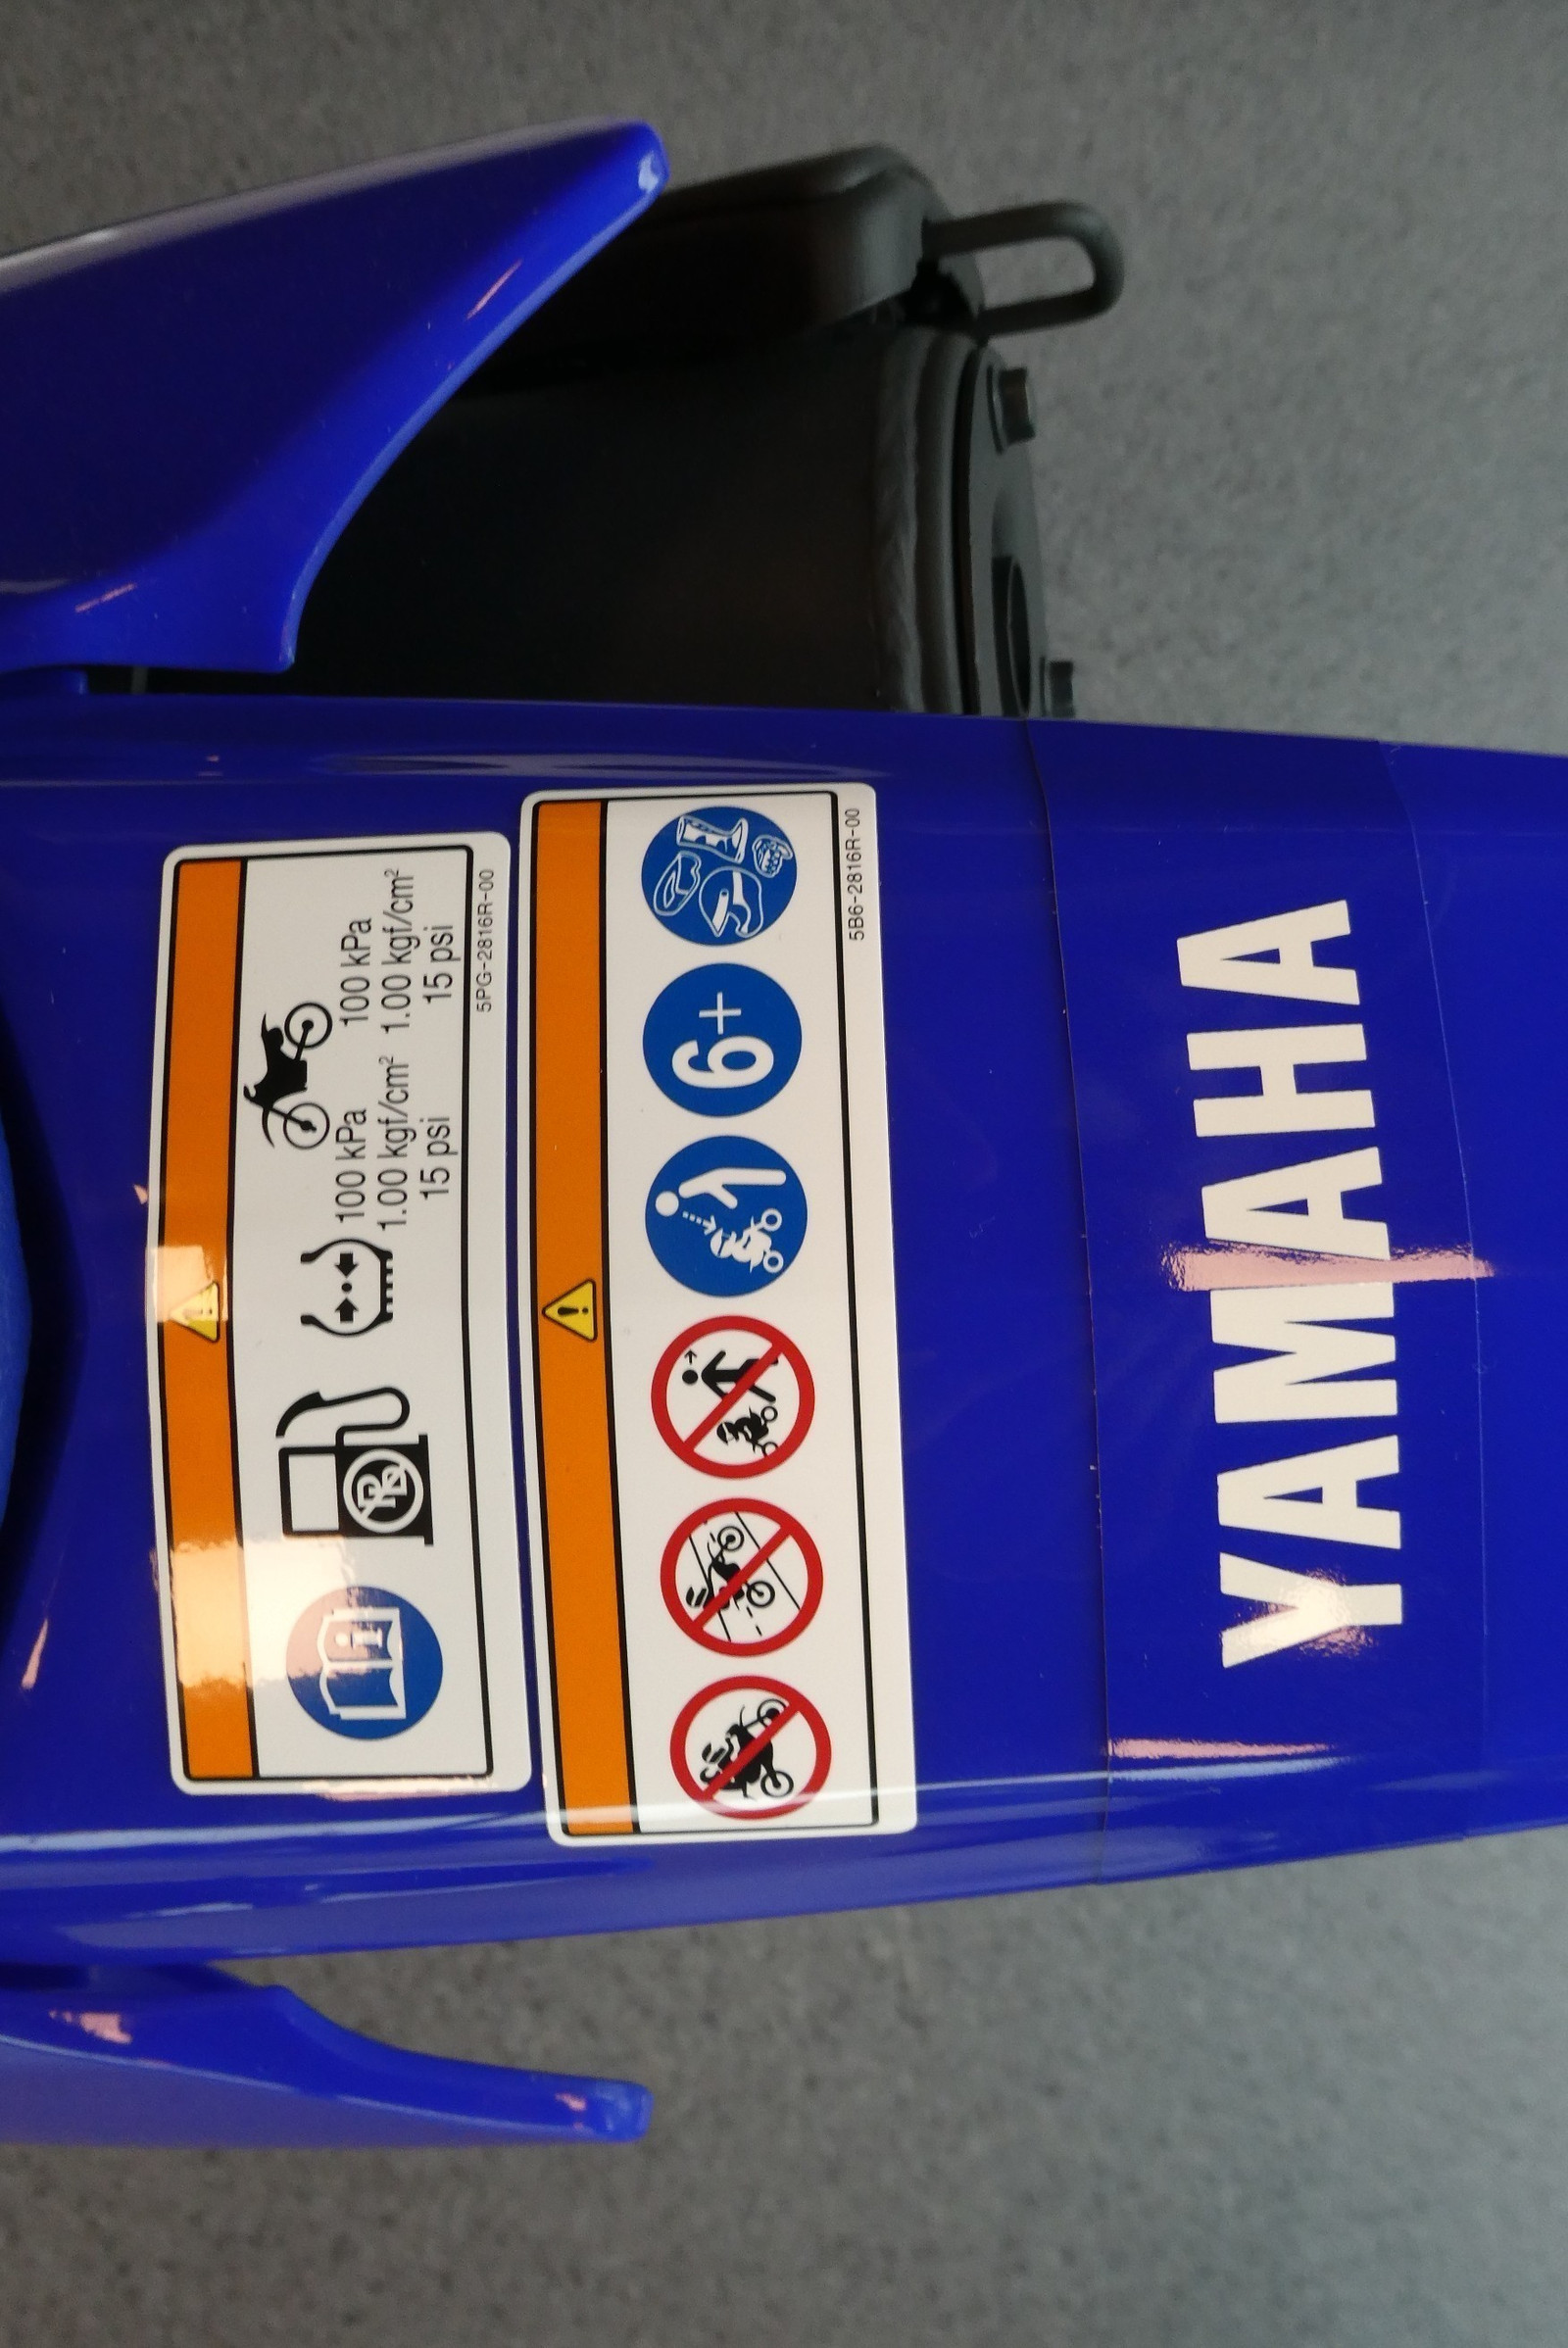 100 kPa 100 kPa
1.00 kgf/cm² 1.00 kgf/cm²
15 psi 15 psi
5PG-2816R-00
6+
5B6-2816R-00
YAMAHA